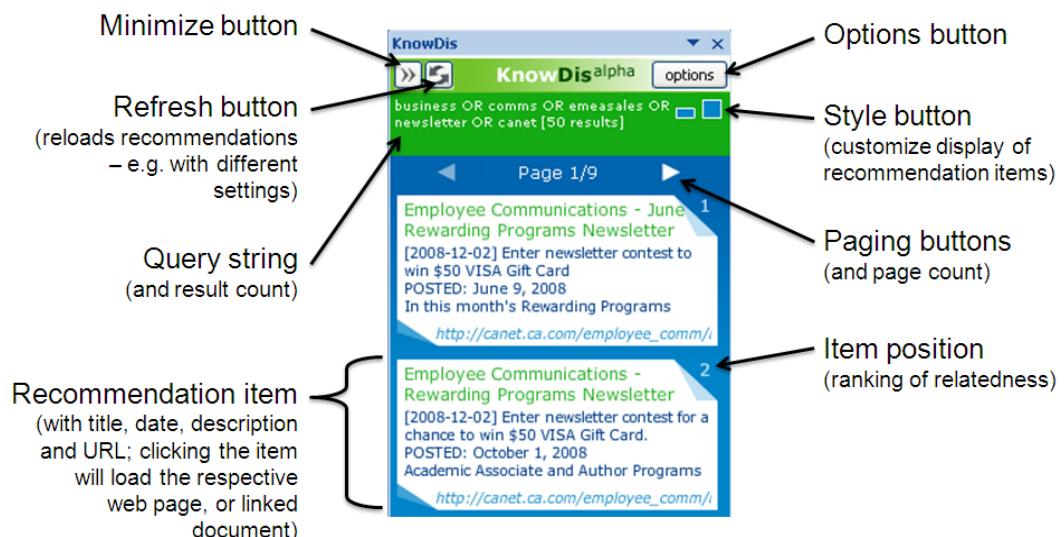 Minimize button
Refresh button
(reloads recommendations
– e.g. with different
settings)
Query string
(and result count)
Recommendation item
(with title, date, description
and URL; clicking the item
will load the respective
web page, or linked
document)
KnowDis
KnowDisalpha
options
business OR comms OR emeasales OR
newsletter OR canet [50 results]
Page 1/9
Employee Communications - June
Rewarding Programs Newsletter
1
[2008-12-02] Enter newsletter contest to
win $50 VISA Gift Card
POSTED: June 9, 2008
In this month's Rewarding Programs
http://canet.ca.com/employee_comm/
Employee Communications -
Rewarding Programs Newsletter
2
[2008-12-02] Enter newsletter contest for a
chance to win $50 VISA Gift Card.
POSTED: October 1, 2008
Academic Associate and Author Programs
http://canet.ca.com/employee_comm/
Options button
Style button
(customize display of
recommendation items)
Paging buttons
(and page count)
Item position
(ranking of relatedness)